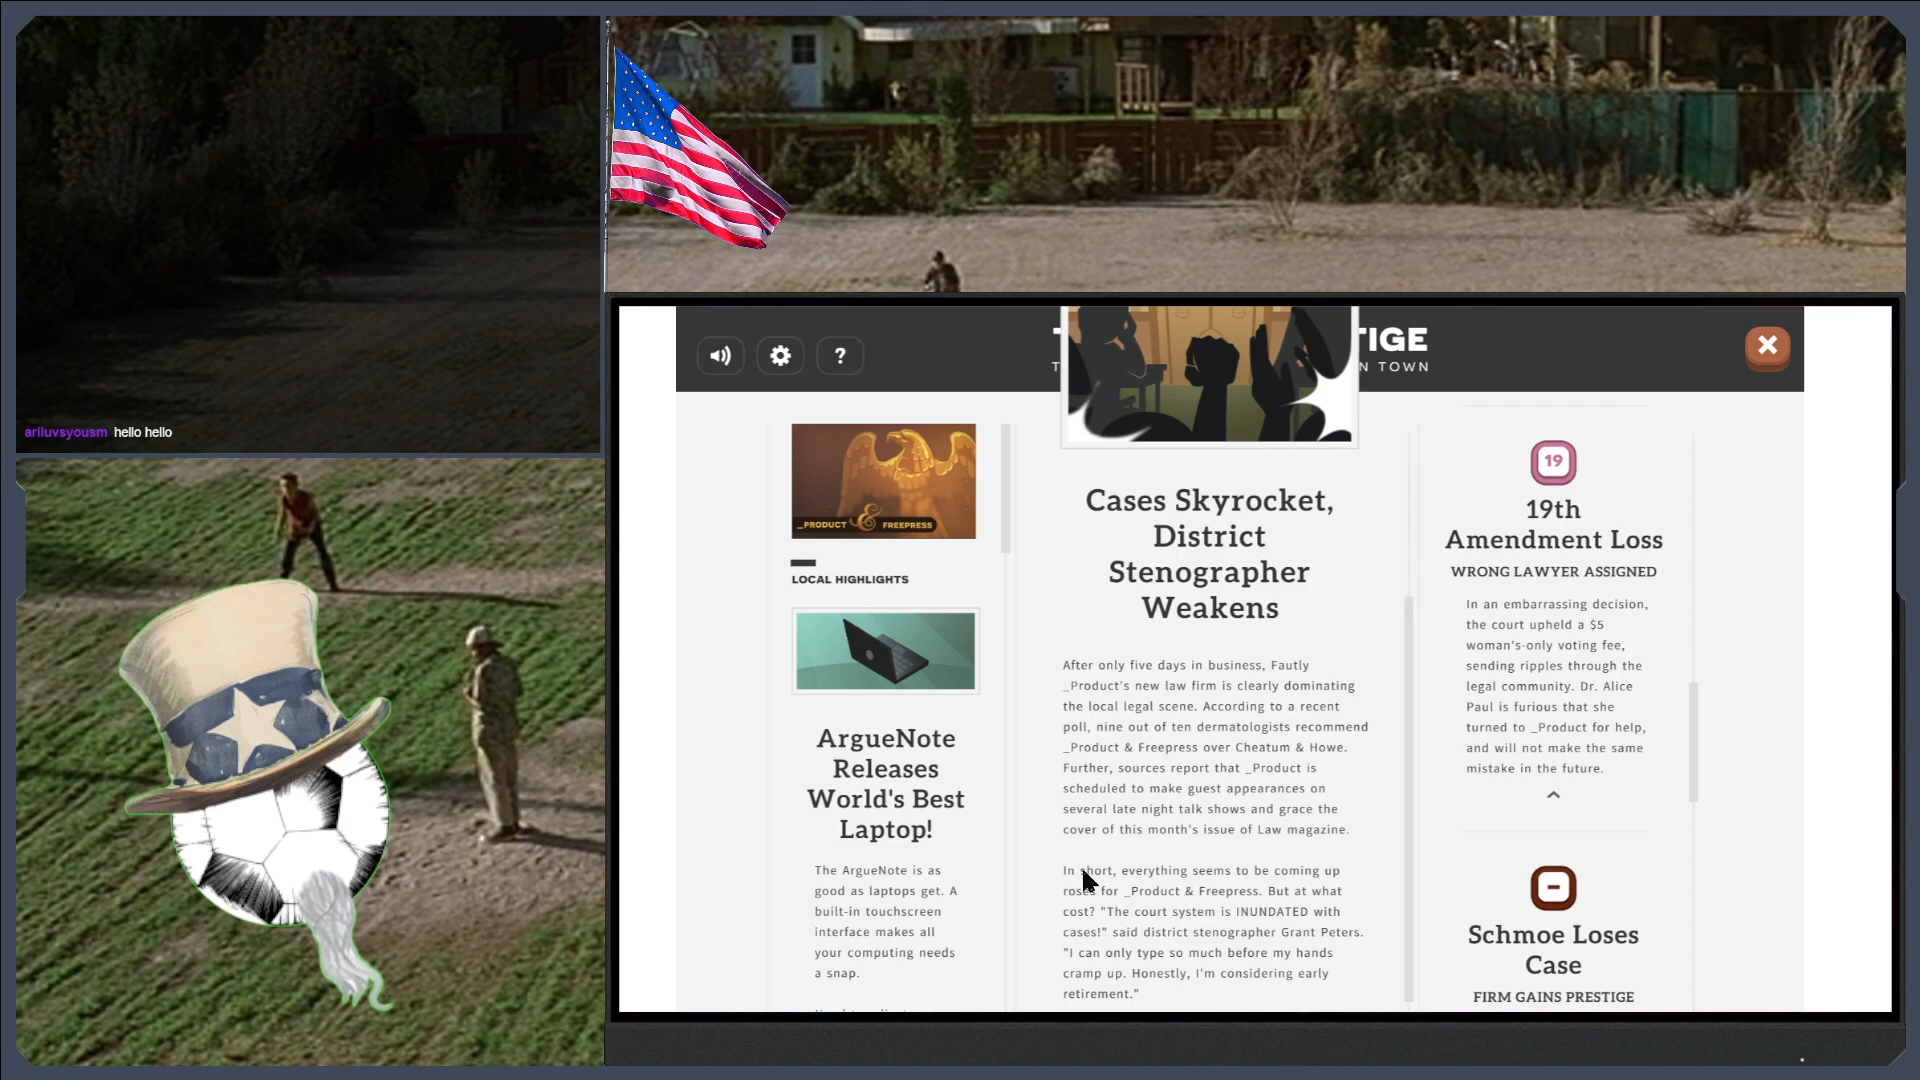 ariluvsyousm hello hello
?
TIGE
T
N TOWN
_PRODUCT & FREEPRESS
LOCAL HIGHLIGHTS
ArgueNote
Releases
World's Best
Laptop!
The ArgueNote is as
good as laptops get. A
built-in touchscreen
interface makes all
your computing needs
a snap.
Cases Skyrocket,
District
Stenographer
Weakens
After only five days in business, Fautly
_Product's new law firm is clearly dominating
the local legal scene. According to a recent
poll, nine out of ten dermatologists recommend
_Product & Freepress over Cheatum & Howe.
Further, sources report that _Product is
scheduled to make guest appearances on
several late night talk shows and grace the
cover of this month's issue of Law magazine.
In short, everything seems to be coming up
roses for _Product & Freepress. But at what
cost? "The court system is INUNDATED with
cases!" said district stenographer Grant Peters.
"I can only type so much before my hands
cramp up. Honestly, I'm considering early
retirement."
19
19th
Amendment Loss
WRONG LAWYER ASSIGNED
In an embarrassing decision,
the court upheld a $5
woman's-only voting fee,
sending ripples through the
legal community. Dr. Alice
Paul is furious that she
turned to _Product for help,
and will not make the same
mistake in the future.
Schmoe Loses
Case
FIRM GAINS PRESTIGE